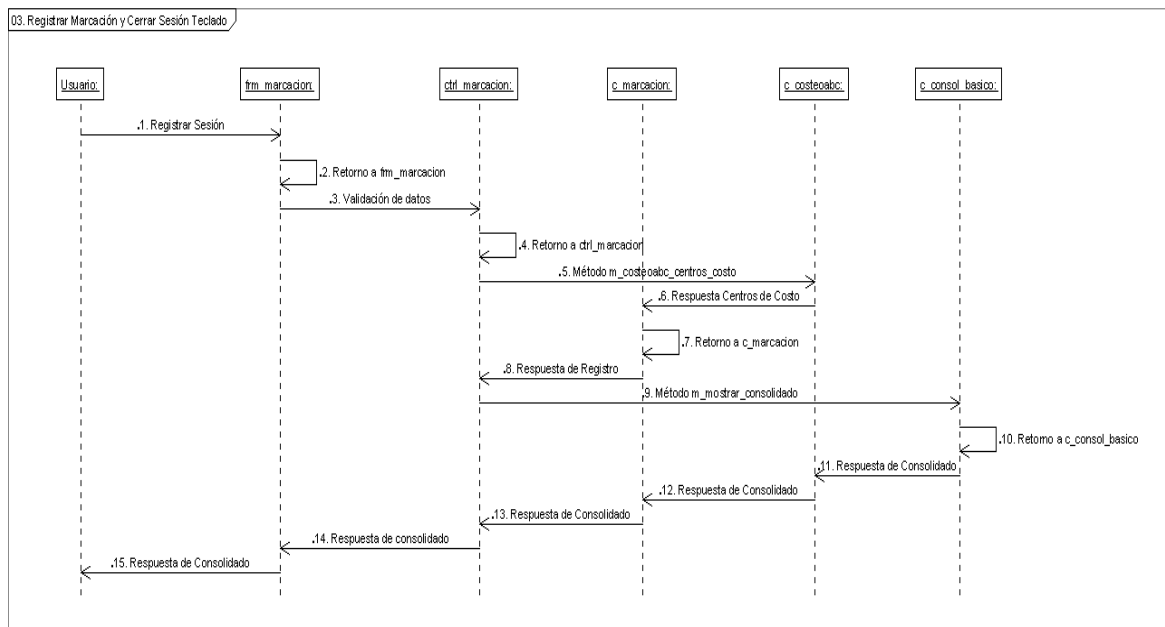 03. Registrar Marcación y Cerrar Sesión Teclado
Usuario:
frm_marcacion:
ctrl_marcacion:
c_marcacion:
c_costeoabc:
c_consol_basico:
.1. Registrar Sesión
.2. Retorno a frm_marcacion
.3. Validación de datos
.4. Retorno a ctrl_marcacion
.5. Método m_costeoabc_centros_costo
.6. Respuesta Centros de Costo
.7. Retorno a c_marcacion
.8. Respuesta de Registro
.9. Método m_mostrar_consolidado
.10. Retorno a c_consol_basico
.11. Respuesta de Consolidado
.12. Respuesta de Consolidado
.13. Respuesta de Consolidado
.14. Respuesta de consolidado
.15. Respuesta de Consolidado